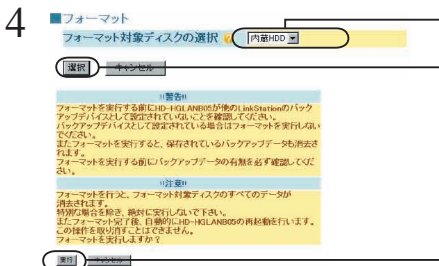 4
■フォーマット
フォーマット対象ディスクの選択 ? 内蔵HDD
選択 キャンセル
!!警告!!
フォーマットを実行する前にHD-HGLANB05が他のLinkStationのバック
アップデバイスとして設定されていないことを確認してください。
バックアップデバイスとして設定されている場合はフォーマットを実行しない
でください。
またフォーマットを実行すると、保存されているバックアップデータも消去さ
れます。
フォーマットを実行する前にバックアップデータの有無を必ず確認してくだ
さい。
!!注意!!
フォーマットを行うと、フォーマット対象ディスクのすべてのデータが
消去されます。
特別な場合を除き、絶対に実行しないで下さい。
またフォーマット完了後、自動的にHD-HGLANB05の再起動を行います。
この操作を取り消すことはできません。
フォーマットを実行しますか？
実行 キャンセル